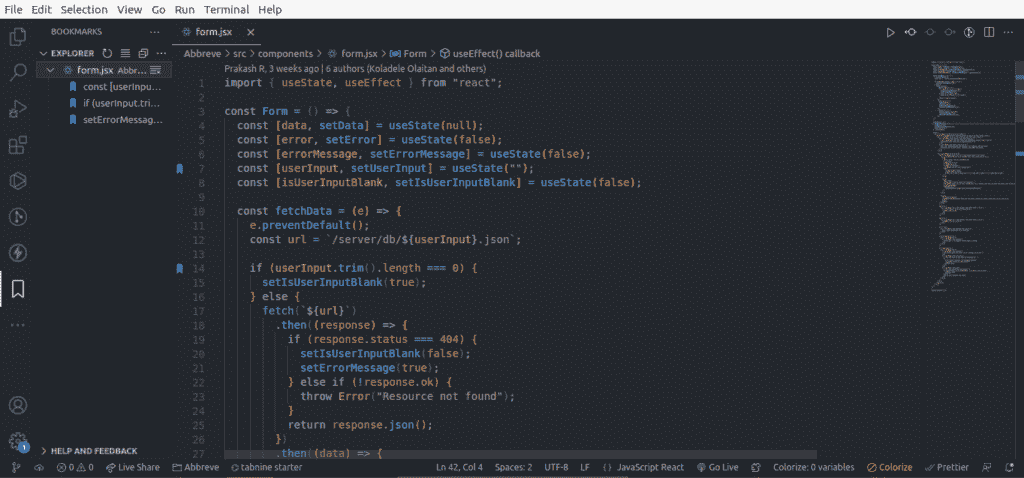 File Edit Selection View Go Run Terminal Help
BOOKMARKS
EXPLORER
form.jsx Abbr...
const [userInpu...
if (userInput.tri...
setErrorMessag...
HELP AND FEEDBACK
form.jsx
Abbreve > src > components > form.jsx > Form > useEffect() callback
Prakash R, 3 weeks ago | 6 authors (Koladele Olaitan and others)
1 import { useState, useEffect } from "react";
2
3 const Form = () => {
4 const [data, setData] = useState(null);
5 const [error, setError] = useState(false);
6 const [errorMessage, setErrorMessage] = useState(false);
7 const [userInput, setUserInput] = useState("");
8 const [isUserInputBlank, setIsUserInputBlank] = useState(false);
9
10 const fetchData = (e) => {
11 e.preventDefault();
12 const url = `/server/db/${userInput}.json`;
13
14 if (userInput.trim().length === 0) {
15 setIsUserInputBlank(true);
16 } else {
17 fetch(`${url}`)
18 .then((response) => {
19 if (response.status === 404) {
20 setIsUserInputBlank(false);
21 setErrorMessage(true);
22 } else if (!response.ok) {
23 throw Error("Resource not found");
24 }
25 return response.json();
26 })
27 .then((data) => {
1
0 0 Live Share Abbreve tabnine starter Ln 42, Col 4 Spaces: 2 UTF-8 LF {} JavaScript React Go Live Colorize: 0 variables Colorize Prettier